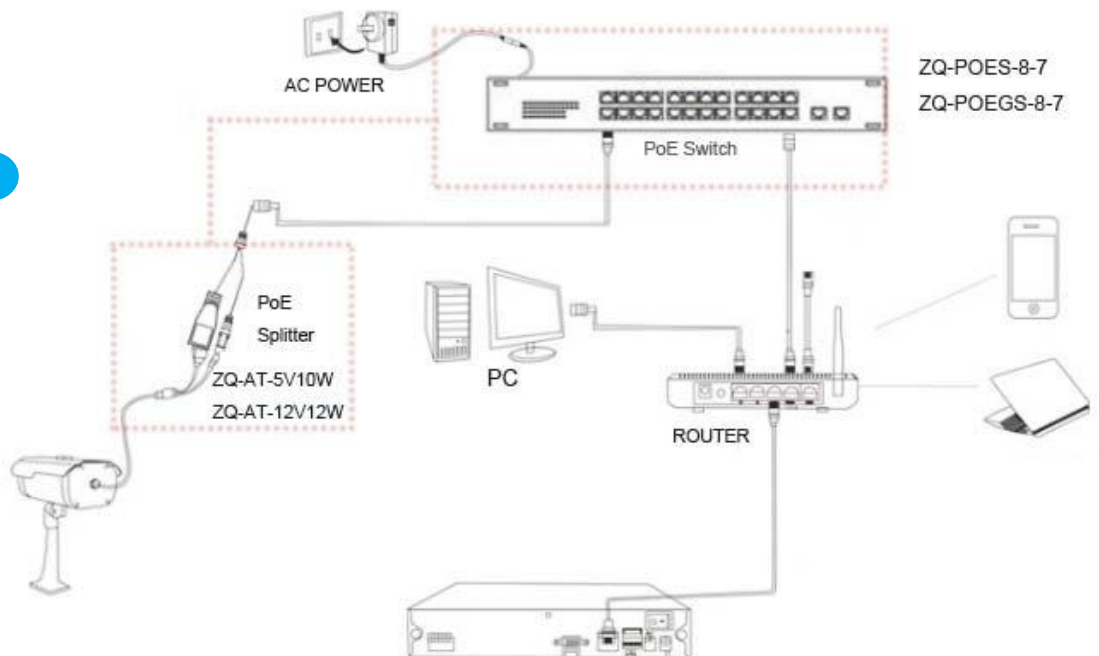 AC POWER
ZQ-POES-8-7
ZQ-POEGS-8-7
PoE Switch
PoE
Splitter
ZQ-AT-5V10W
ZQ-AT-12V12W
PC
ROUTER